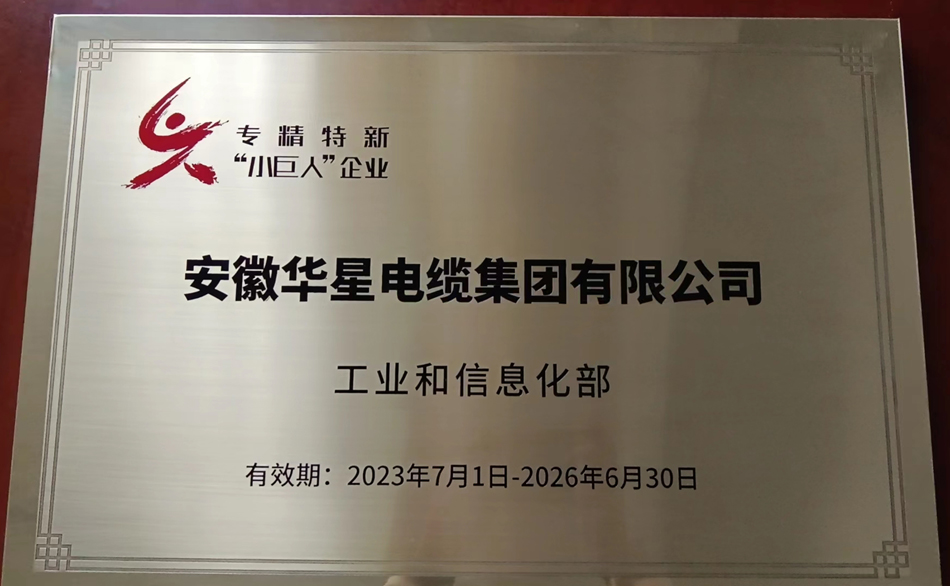 专精特新
“小巨人”企业
安徽华星电缆集团有限公司
工业和信息化部
有效期：2023年7月1日-2026年6月30日